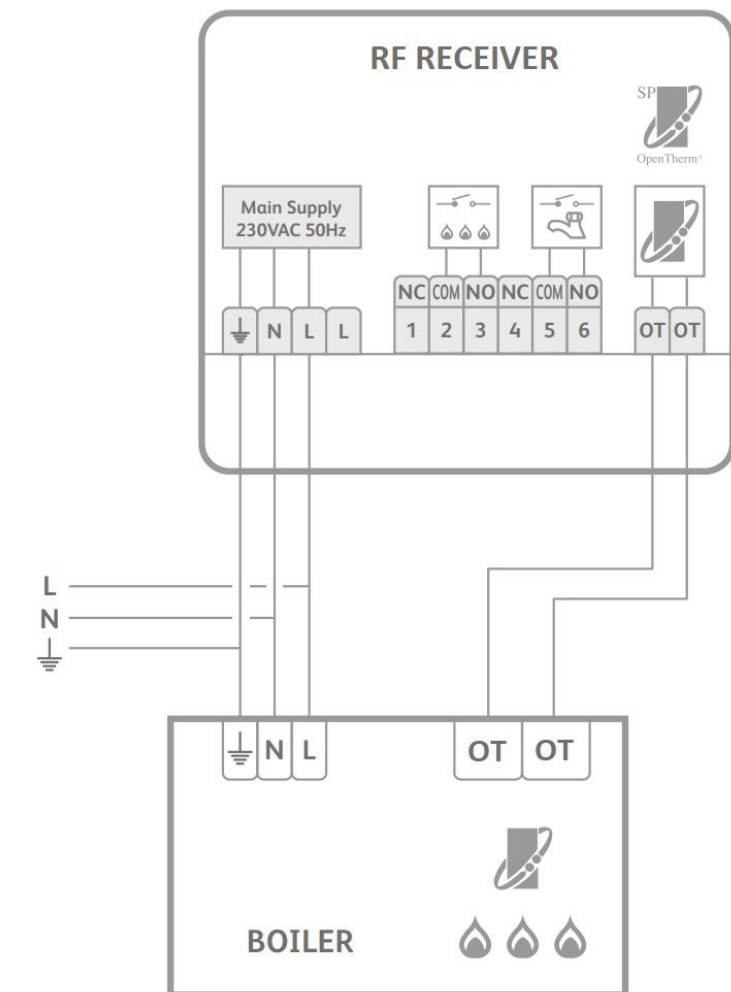 RF RECEIVER
SP
OpenTherm®
Main Supply
230VAC 50Hz
NC COM NO NC COM NO
N L L 1 2 3 4 5 6 OT OT
L
N
N L OT OT
BOILER